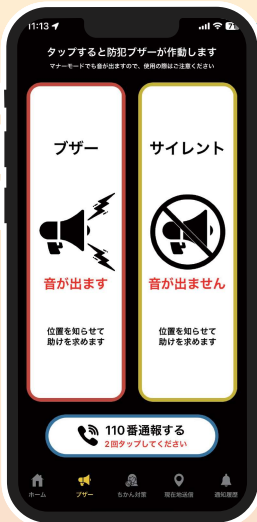 11:13
タップすると防犯ブザーが作動します
マナーモードでも音が出ますので、使用の際はご注意ください
ブザー
音が出ます
位置を知らせて
助けを求めます
サイレント
音が出ません
位置を知らせて
助けを求めます
110番通報する
2回タップしてください
ホーム
ブザー
ちかん対策
現在地送信
通知履歴